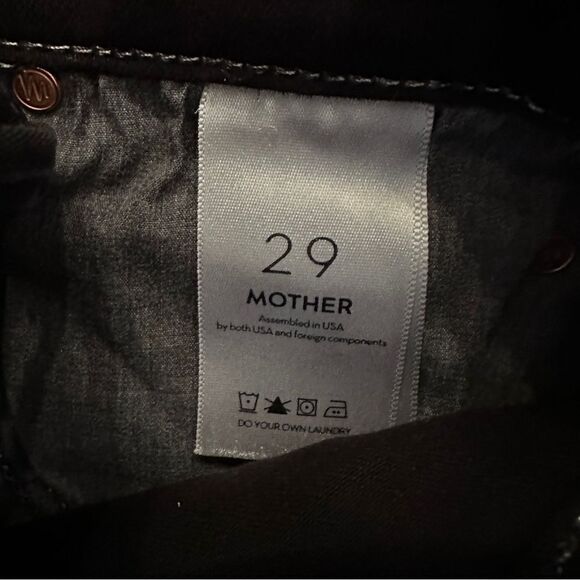 29
MOTHER
Assembled in USA
by both USA and foreign components
DO YOUR OWN LAUNDRY